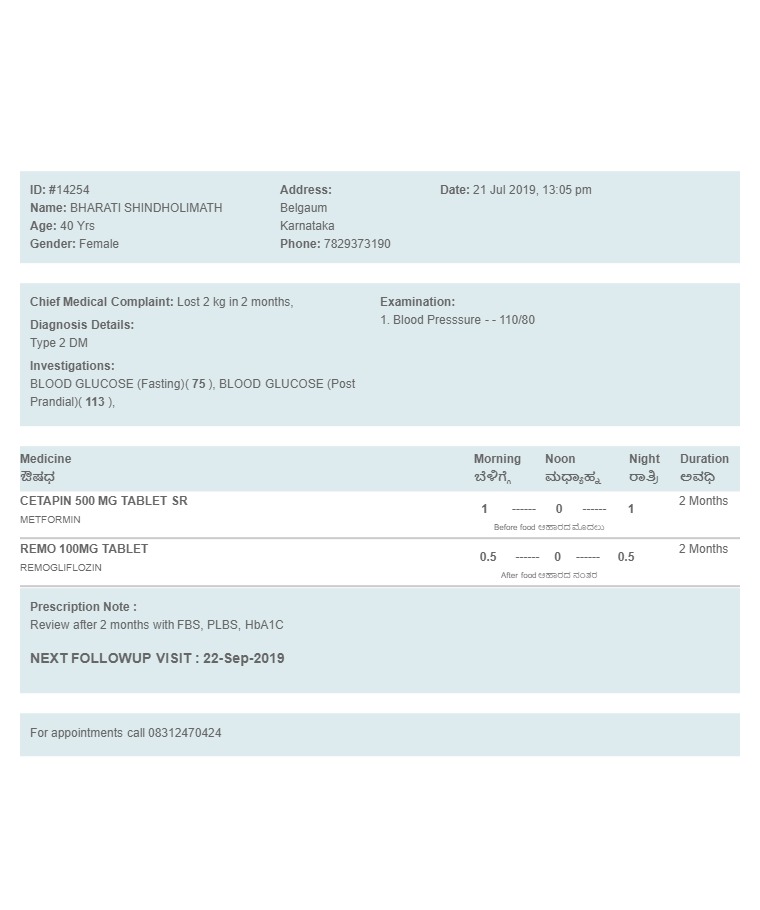 ID: #14254
Name: BHARATI SHINDHOLIMATH
Age: 40 Yrs
Gender: Female
Address:
Belgaum
Karnataka
Phone: 7829373190
Date: 21 Jul 2019, 13:05 pm
Chief Medical Complaint: Lost 2 kg in 2 months,
Diagnosis Details:
Type 2 DM
Investigations:
BLOOD GLUCOSE (Fasting)( 75 ), BLOOD GLUCOSE (Post
Prandial)( 113 ),
Examination:
1. Blood Presssure - - 110/80
Medicine Morning Noon Night Duration
ಔಷಧ ಬೆಳಿಗ್ಗೆ ಮಧ್ಯಾಹ್ನ ರಾತ್ರಿ ಅವಧಿ
CETAPIN 500 MG TABLET SR 1 ------ 0 ------ 1 2 Months
METFORMIN Before food ಆಹಾರದ ಮೊದಲು
REMO 100MG TABLET 0.5 ------ 0 ------ 0.5 2 Months
REMOGLIFLOZIN After food ಆಹಾರದ ನಂತರ
Prescription Note :
Review after 2 months with FBS, PLBS, HbA1C
NEXT FOLLOWUP VISIT : 22-Sep-2019
For appointments call 08312470424